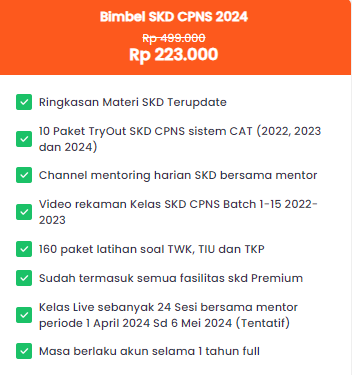 Bimbel SKD CPNS 2024
Rp 499.000
Rp 223.000
Ringkasan Materi SKD Terupdate
10 Paket TryOut SKD CPNS sistem CAT (2022, 2023
dan 2024)
Channel mentoring harian SKD bersama mentor
Video rekaman Kelas SKD CPNS Batch 1-15 2022-
2023
160 paket latihan soal TWK, TIU dan TKP
Sudah termasuk semua fasilitas skd Premium
Kelas Live sebanyak 24 Sesi bersama mentor
periode 1 April 2024 Sd 6 Mei 2024 (Tentatif)
Masa berlaku akun selama 1 tahun full